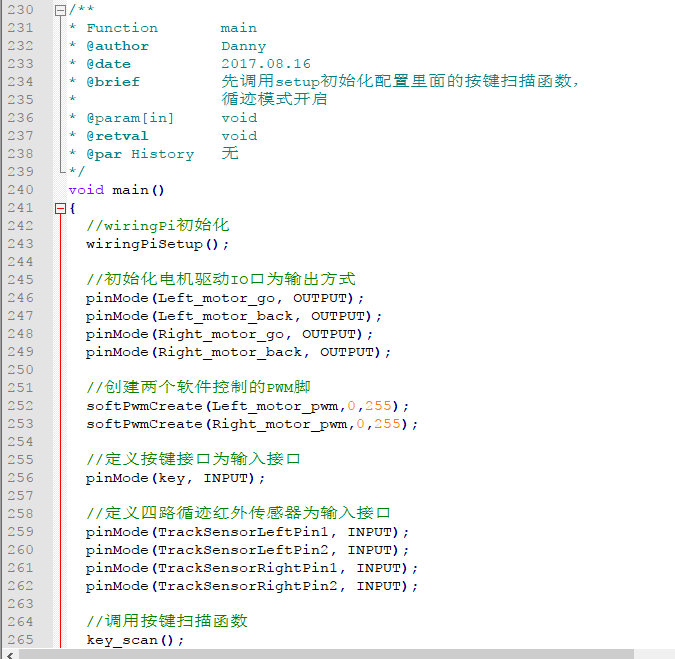 230 /**
231 * Function main
232 * @author Danny
233 * @date 2017.08.16
234 * @brief 先调用setup初始化配置里面的按键扫描函数，
235 * 循迹模式开启
236 * @param[in] void
237 * @retval void
238 * @par History 无
239 */
240 void main()
241 {
242 //wiringPi初始化
243 wiringPiSetup();
244
245 //初始化电机驱动IO口为输出方式
246 pinMode(Left_motor_go, OUTPUT);
247 pinMode(Left_motor_back, OUTPUT);
248 pinMode(Right_motor_go, OUTPUT);
249 pinMode(Right_motor_back, OUTPUT);
250
251 //创建两个软件控制的PWM脚
252 softPwmCreate(Left_motor_pwm,0,255);
253 softPwmCreate(Right_motor_pwm,0,255);
254
255 //定义按键接口为输入接口
256 pinMode(key, INPUT);
257
258 //定义四路循迹红外传感器为输入接口
259 pinMode(TrackSensorLeftPin1, INPUT);
260 pinMode(TrackSensorLeftPin2, INPUT);
261 pinMode(TrackSensorRightPin1, INPUT);
262 pinMode(TrackSensorRightPin2, INPUT);
263
264 //调用按键扫描函数
265 key_scan();